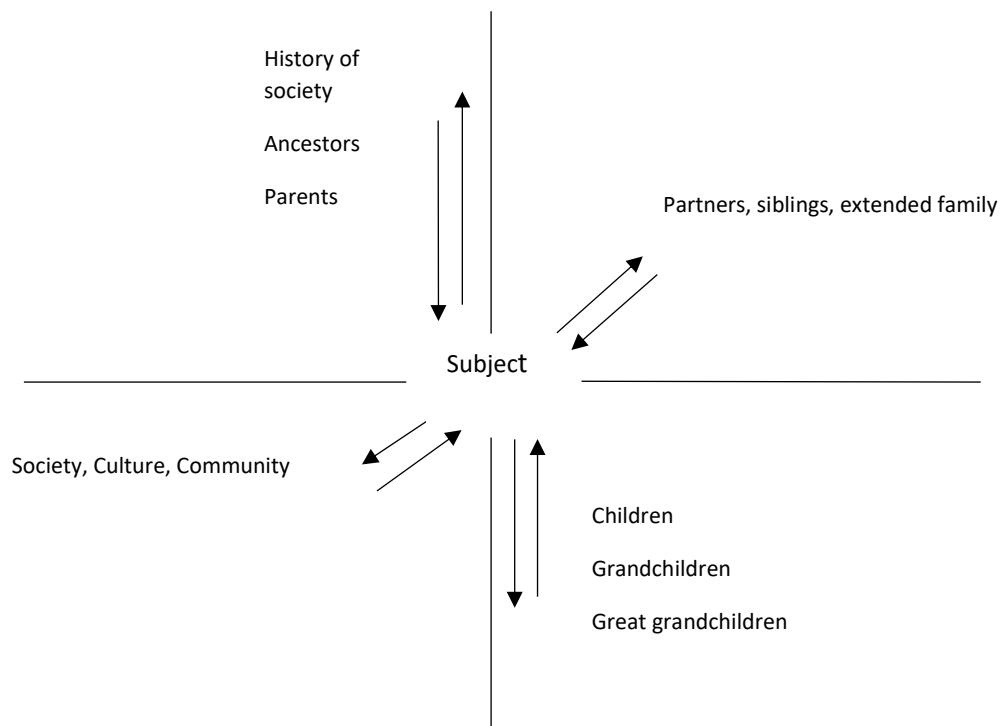 History of
society
Ancestors
Parents
Partners, siblings, extended family
Subject
Society, Culture, Community
Children
Grandchildren
Great grandchildren